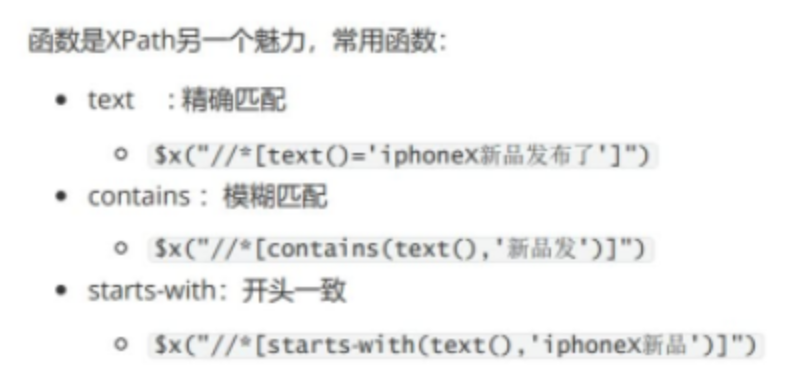 函数是XPath另一个魅力，常用函数：
text ：精确匹配
$x("//*[text()='iphoneX新品发布了']")
contains ：模糊匹配
$x("//*[contains(text(),'新品发')]")
starts-with：开头一致
$x("//*[starts-with(text(),'iphoneX新品')]")